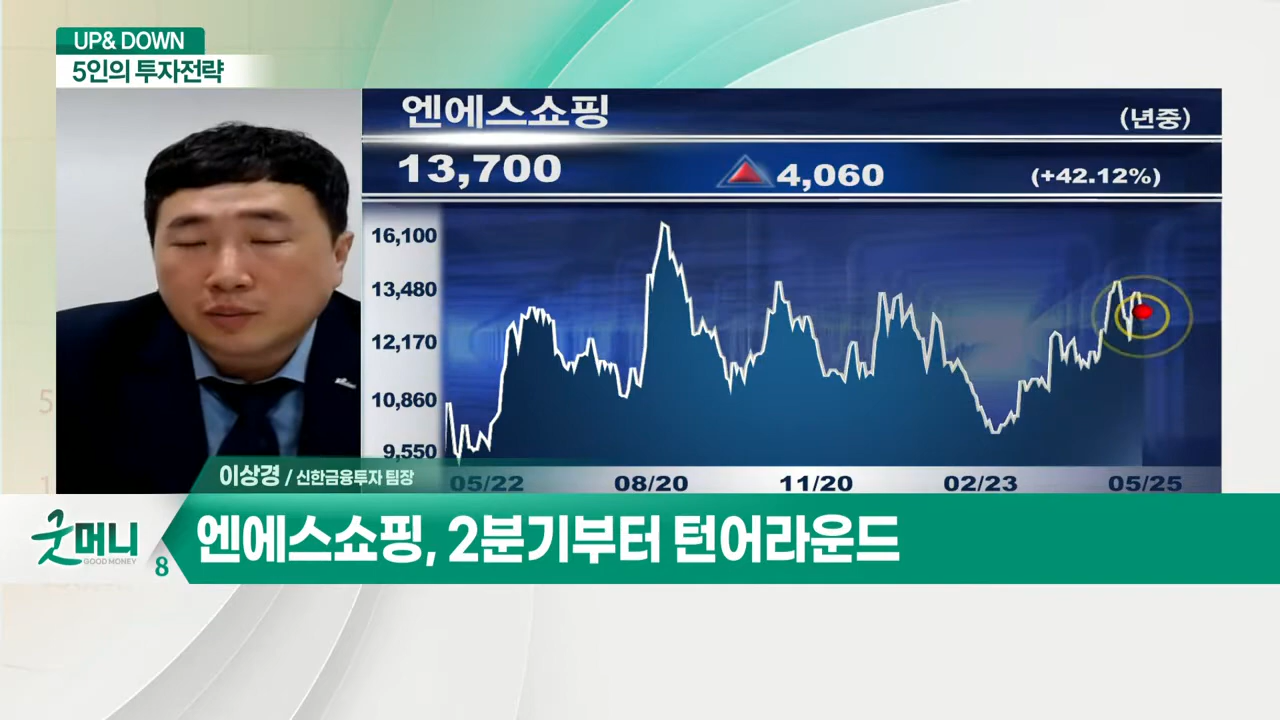 UP& DOWN
5인의 투자전략
엔에스쇼핑
(년중)
13,700
4,060
(+42.12%)
16,100
13,480
12,170
10,860
9,550
05/22
08/20
11/20
02/23
05/25
이상경 / 신한금융투자 팀장
굿머니
GOOD MONEY
8
엔에스쇼핑, 2분기부터 턴어라운드